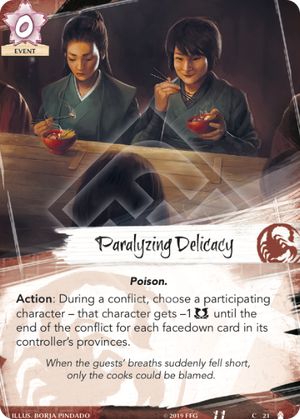 0
EVENT
Paralyzing Delicacy
Poison.
Action: During a conflict, choose a participating
character – that character gets –1 until the
end of the conflict for each facedown card in its
controller's provinces.
When the guests' breaths suddenly fell short,
only the cooks could be blamed.
ILLUS. BORJA PINDADO © 2019 FFG 11 C 21